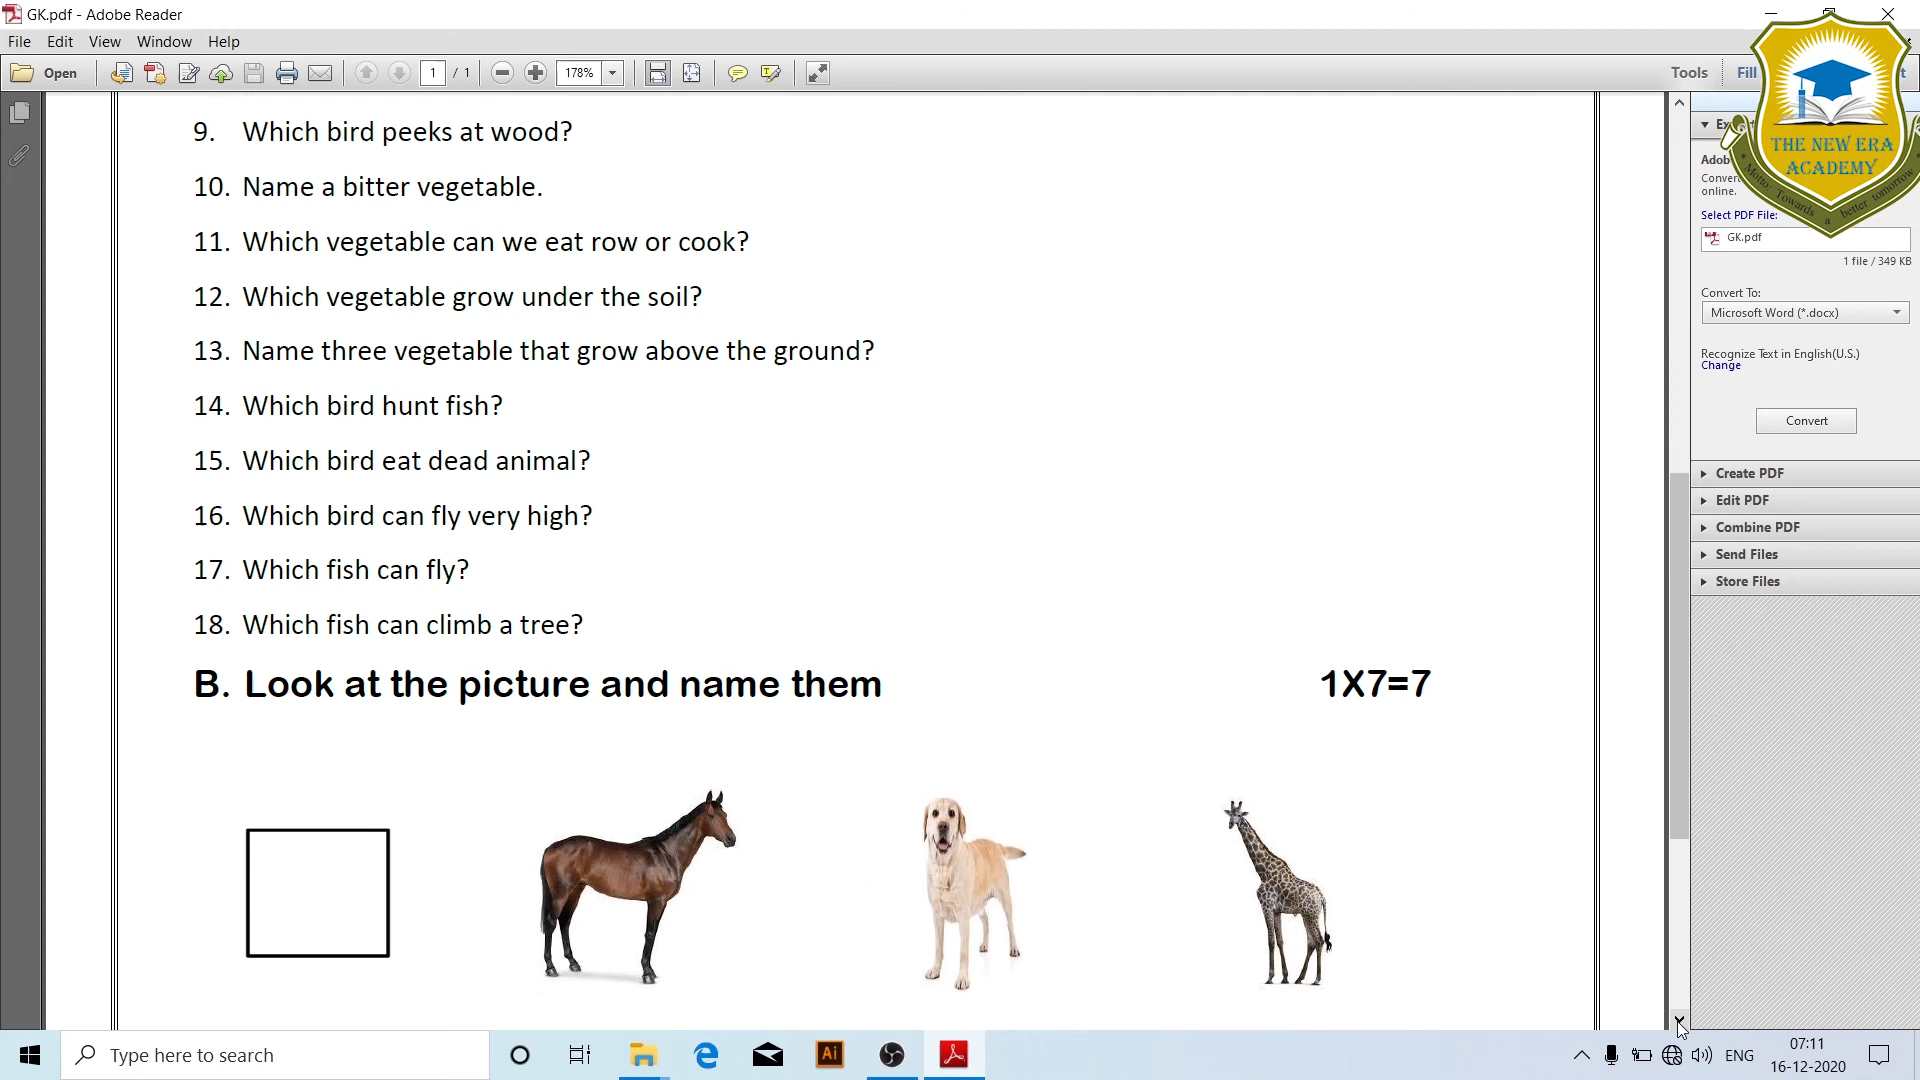 GK.pdf - Adobe Reader
File Edit View Window Help
Open 1 / 1 178% Tools Fill
9. Which bird peeks at wood?
10. Name a bitter vegetable.
11. Which vegetable can we eat row or cook?
12. Which vegetable grow under the soil?
13. Name three vegetable that grow above the ground?
14. Which bird hunt fish?
15. Which bird eat dead animal?
16. Which bird can fly very high?
17. Which fish can fly?
18. Which fish can climb a tree?
B. Look at the picture and name them 1X7=7
THE NEW ERA
ACADEMY
Motto: Towards a better tomorrow
online.
Select PDF File:
GK.pdf
1 file / 349 KB
Convert To:
Microsoft Word (*.docx)
Recognize Text in English(U.S.)
Change
Convert
Create PDF
Edit PDF
Combine PDF
Send Files
Store Files
Type here to search
Ai
ENG
07:11
16-12-2020